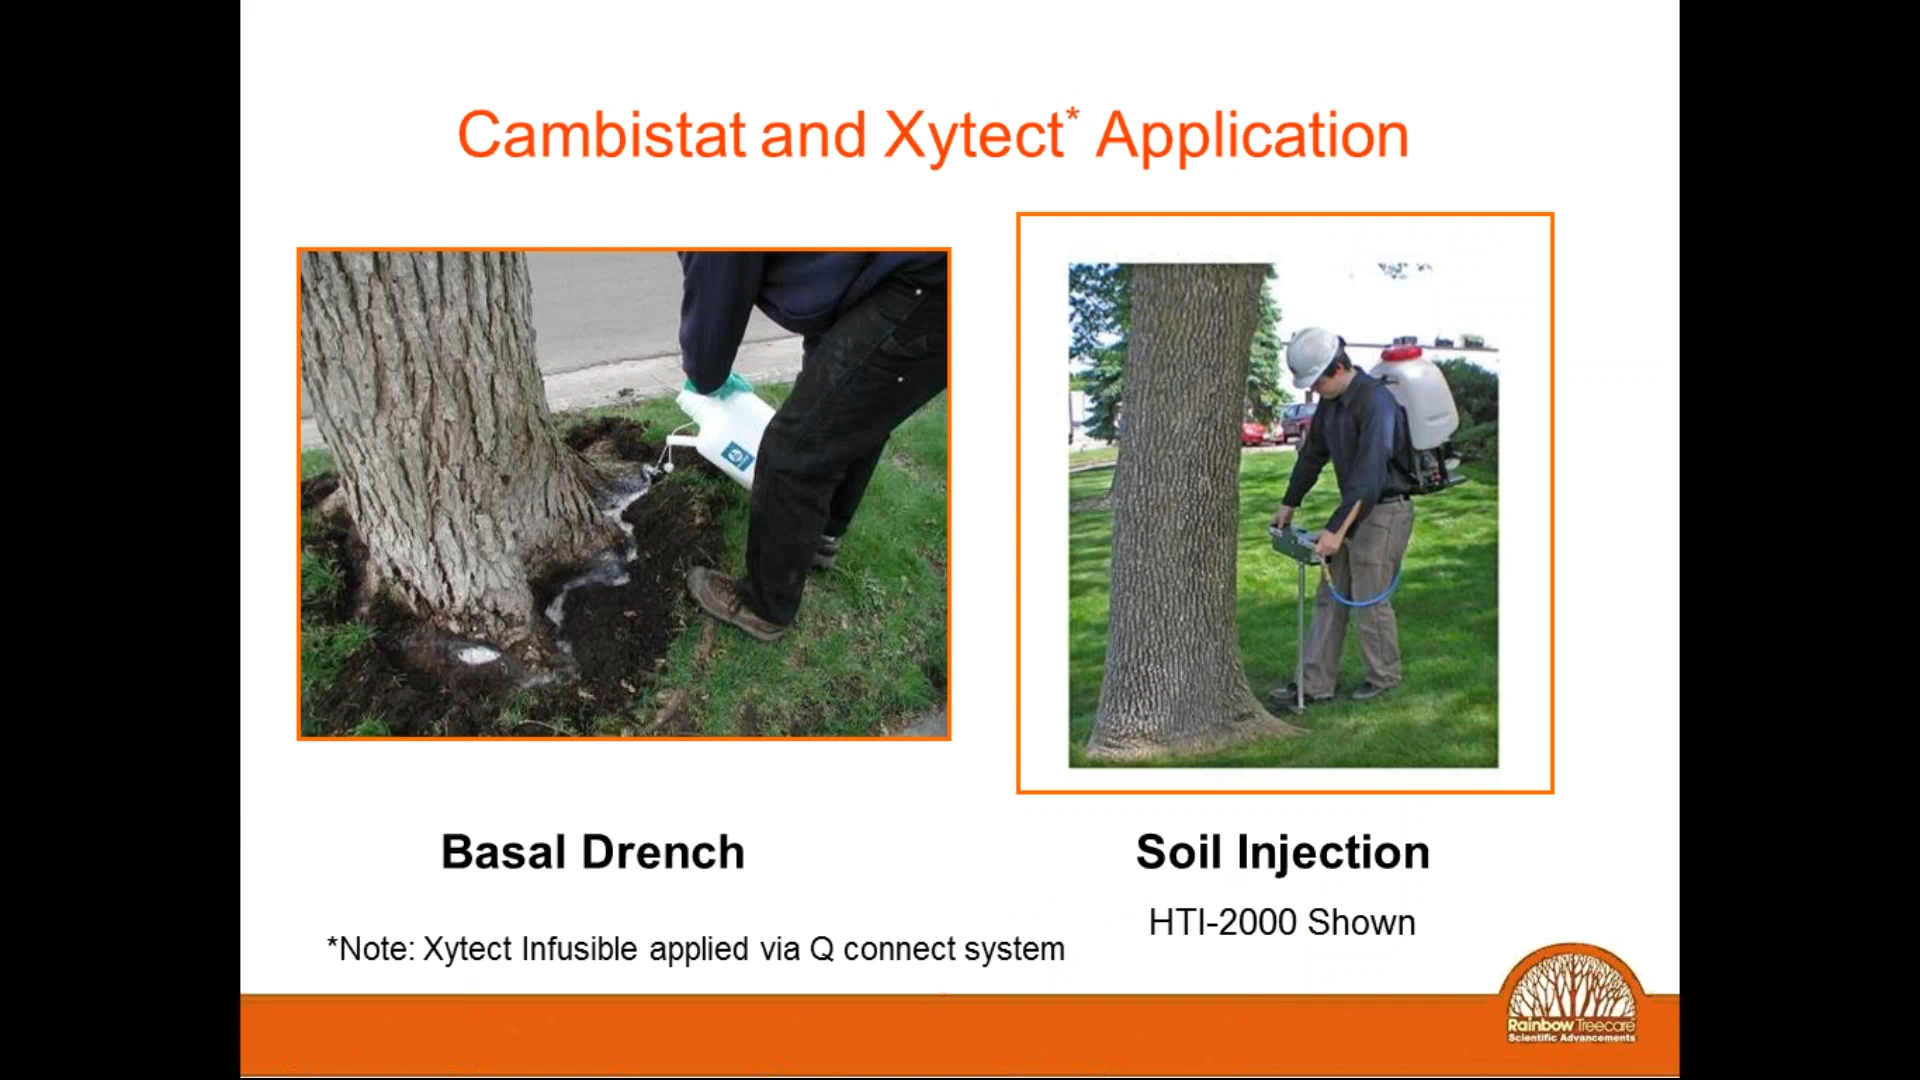 Cambistat and Xytect* Application
Basal Drench
Soil Injection
HTI-2000 Shown
*Note: Xytect Infusible applied via Q connect system
Rainbow Treecare
Scientific Advancements